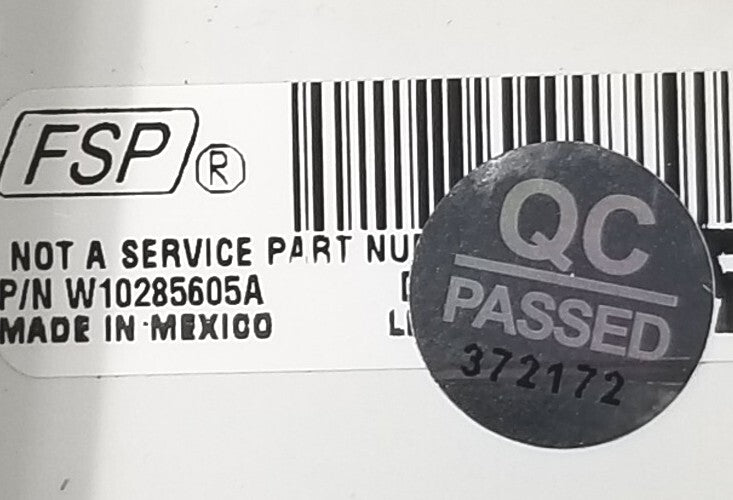 FSP®
NOT A SERVICE PART
P/N W10285605A
MADE IN MEXICO
QC
PASSED
372172